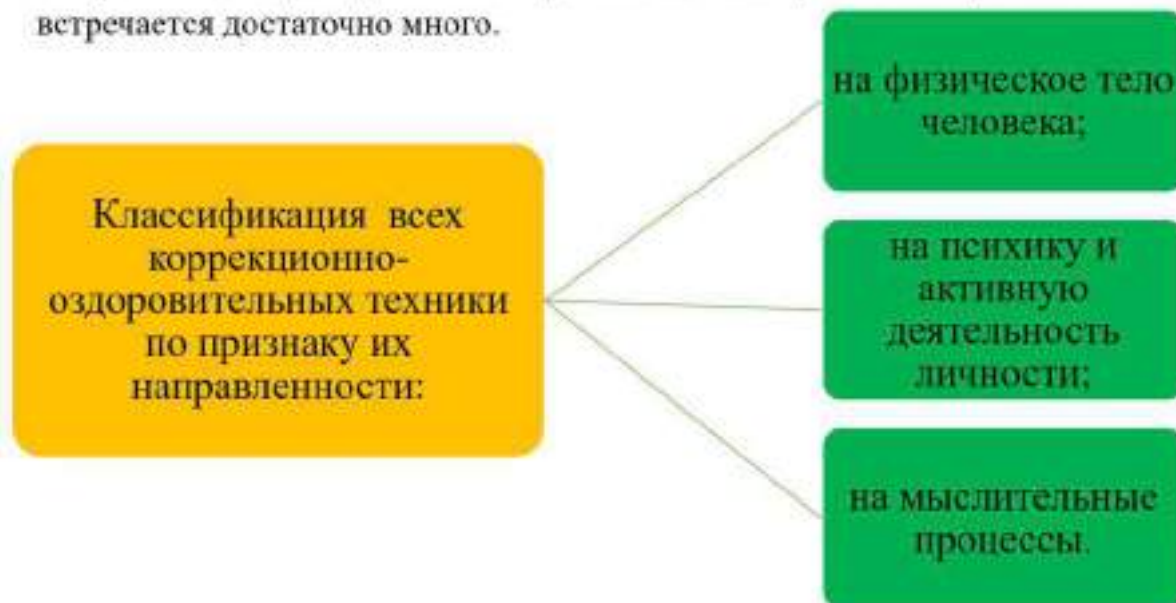 встречается достаточно много.
Классификация всех
коррекционно-
оздоровительных техники
по признаку их
направленности:
на физическое тело
человека;
на психику и
активную
деятельность
личности;
на мыслительные
процессы.